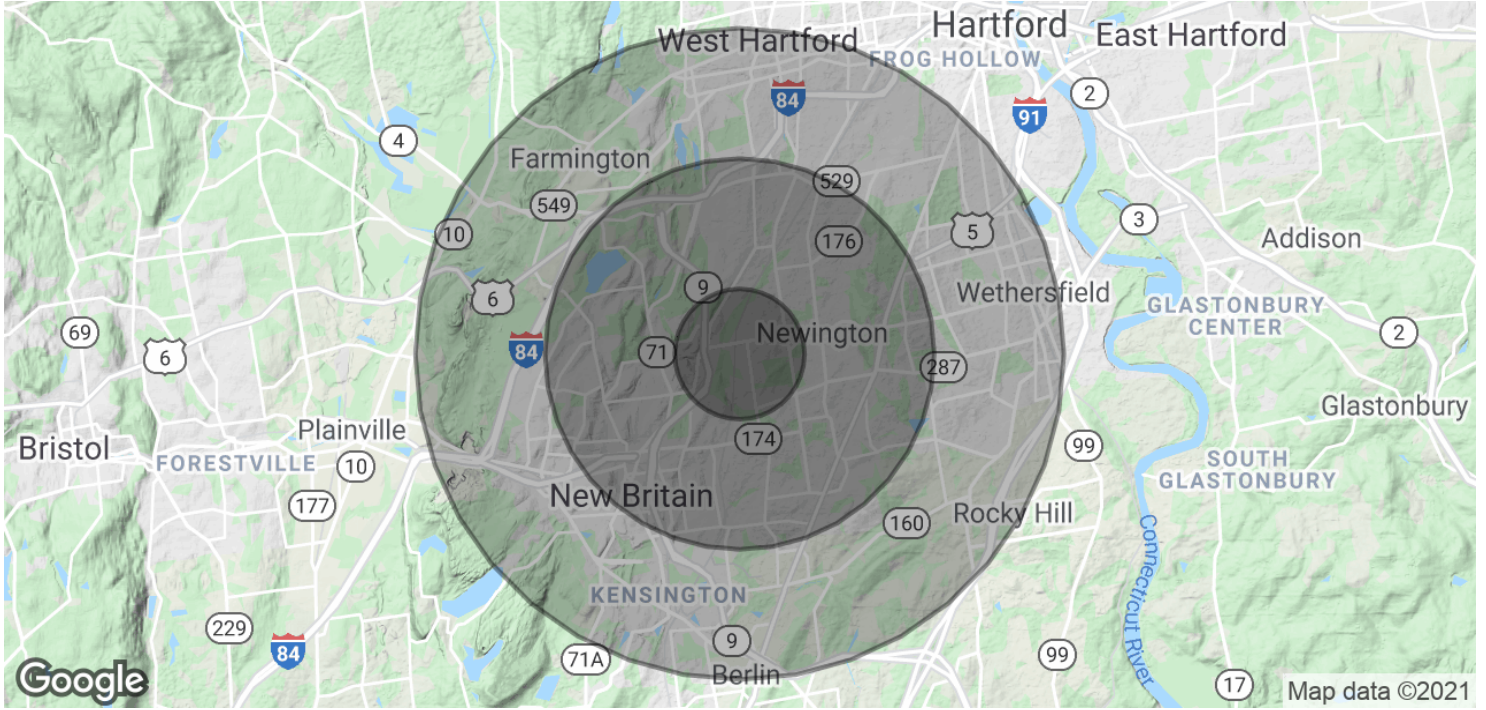 West Hartford
Hartford
East Hartford
FROG HOLLOW
84
2
91
4
Farmington
529
549
10
176
5
3
Addison
6
9
Wethersfield
GLASTONBURY
CENTER
69
6
84
71
Newington
287
2
Glastonbury
Bristol
Plainville
FORESTVILLE
10
174
99
SOUTH
GLASTONBURY
177
New Britain
160
Rocky Hill
Connecticut River
KENSINGTON
229
84
9
71A
Berlin
99
17
Google
Map data ©2021